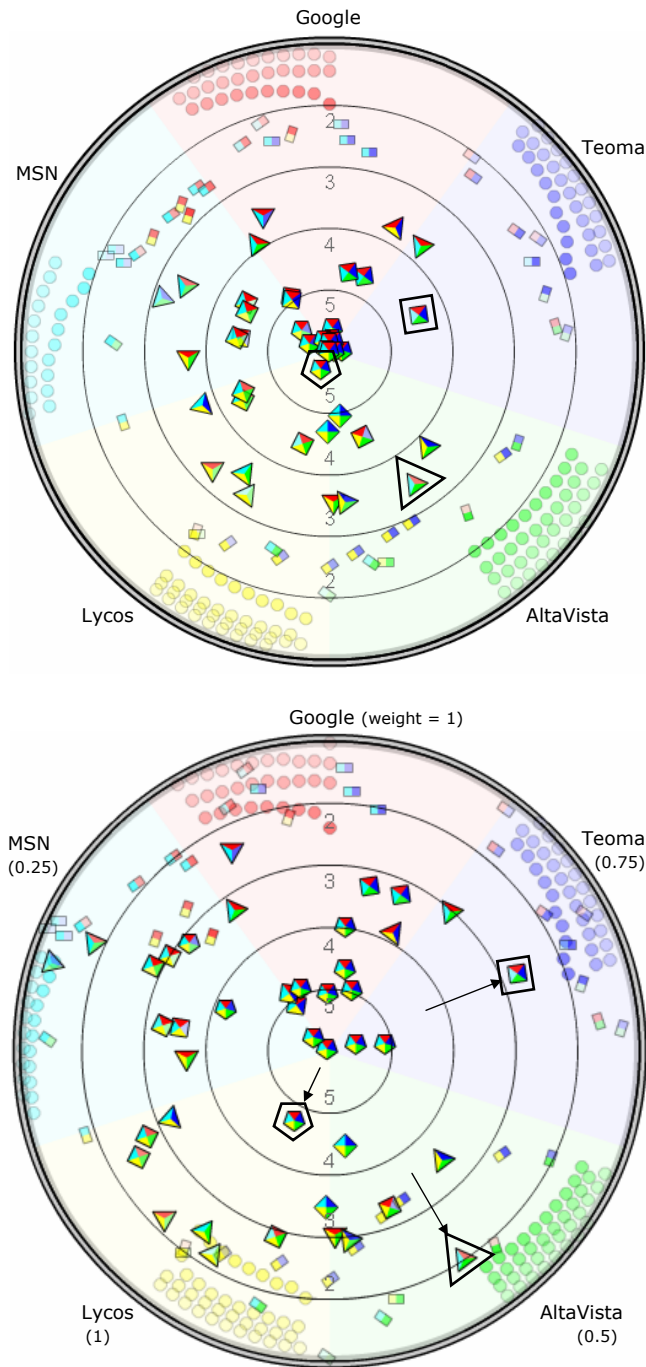 Google
2
Teoma
MSN
3
4
5
5
4
3
2
Lycos
AltaVista
Google (weight = 1)
MSN
(0.25)
Teoma
(0.75)
2
3
4
5
5
4
3
2
Lycos
(1)
AltaVista
(0.5)